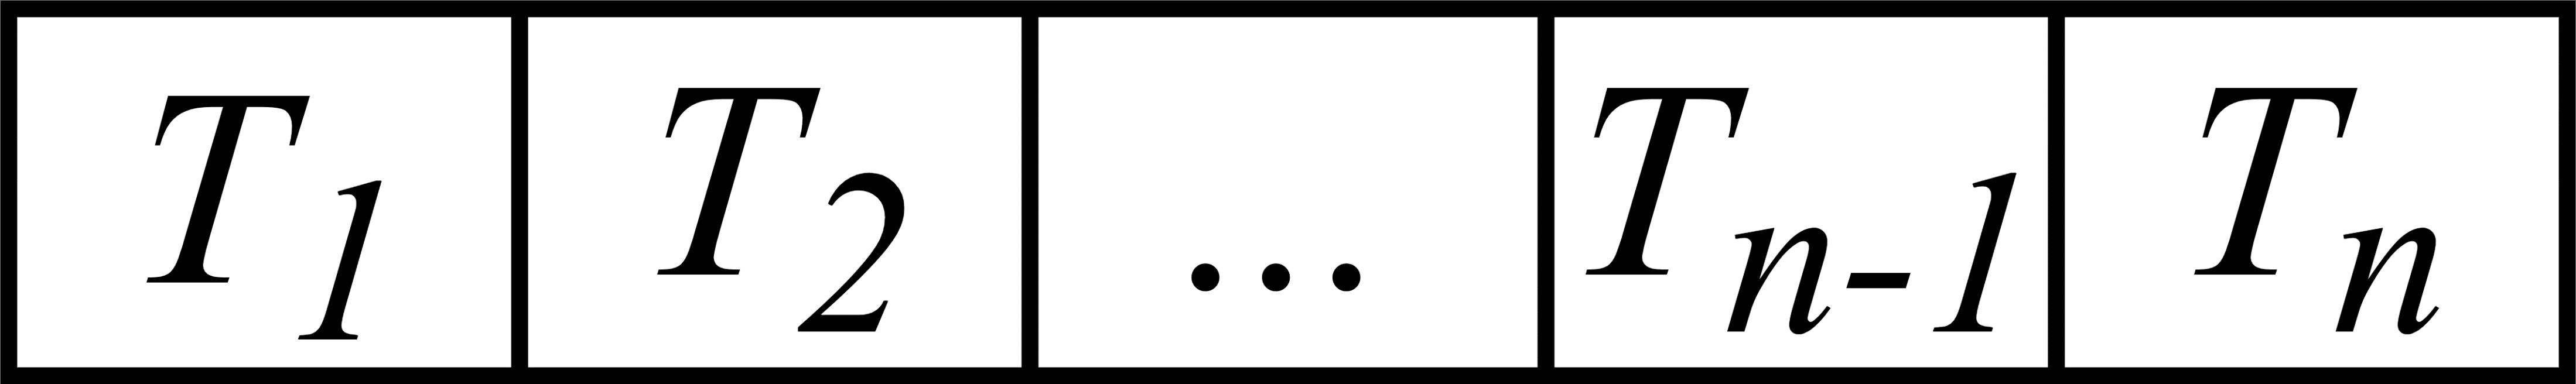 T₁ T₂ ... Tₙ₋₁ Tₙ